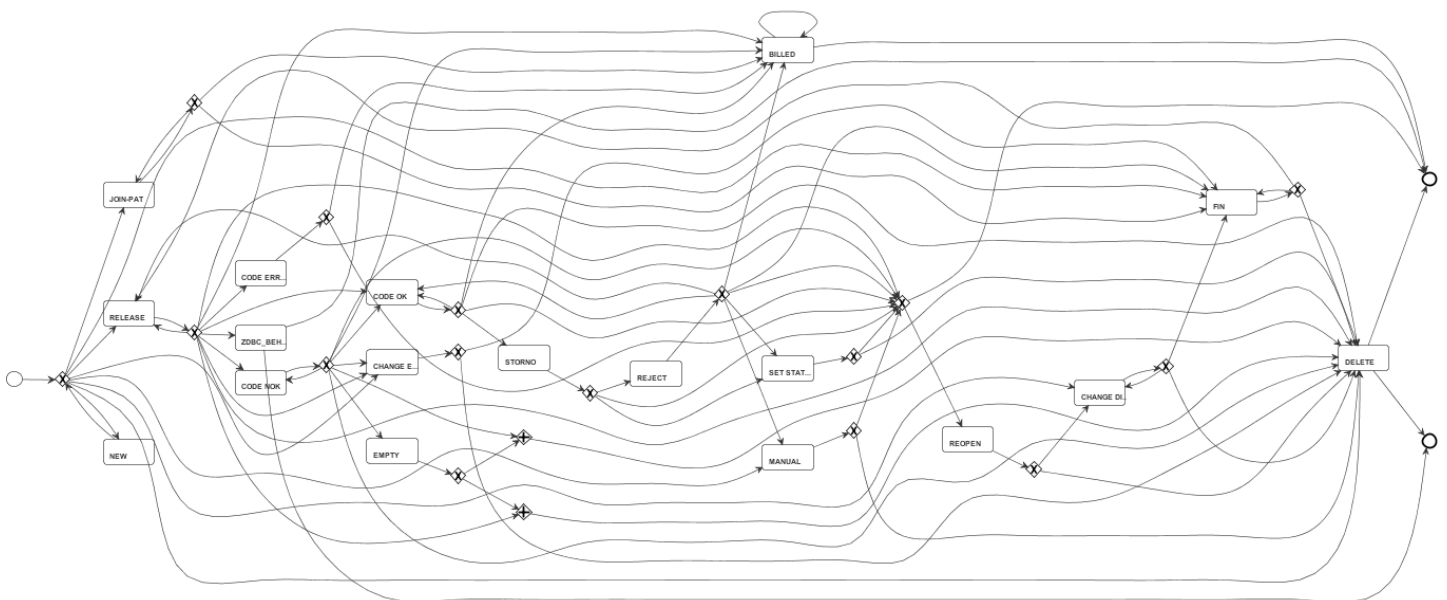 BILLED
JOIN-PAT
FIN
CODE ERR..
CODE OK
RELEASE
ZDBC_BEH..
STORNO
CHANGE E..
REJECT
SET STAT...
DELETE
CODE NOK
CHANGE DI..
NEW
EMPTY
MANUAL
REOPEN